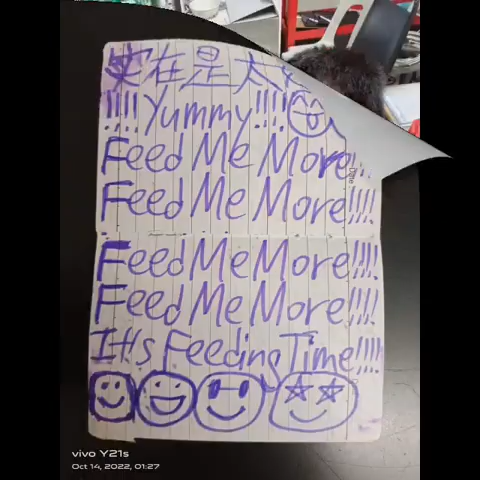 实在是太
!!!!Yummy!!!!
Feed Me More!!!
Feed Me More!!!!
Feed Me More!!!!
Feed Me More!!!!
It's Feeding Time!!!!
vivo Y21s
Oct 14, 2022, 01:27